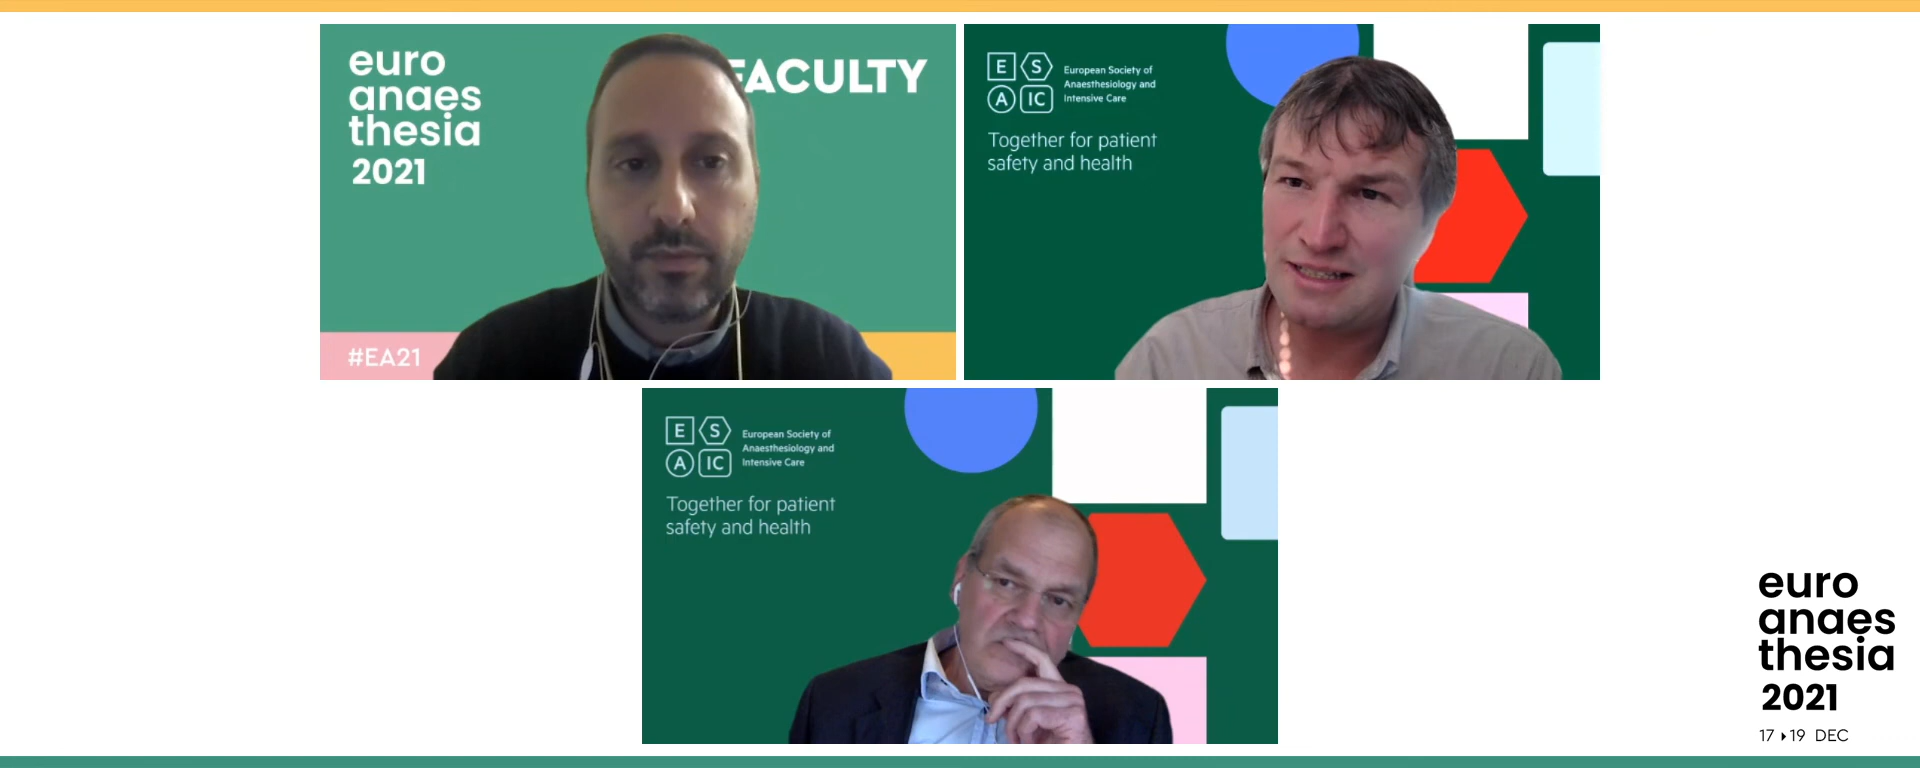 euro
anaes
thesia
2021
FACULTY
#EA21
E S
A IC
European Society of
Anaesthesiology and
Intensive Care
Together for patient
safety and health
E S
A IC
European Society of
Anaesthesiology and
Intensive Care
Together for patient
safety and health
euro
anaes
thesia
2021
17 ▸ 19 DEC